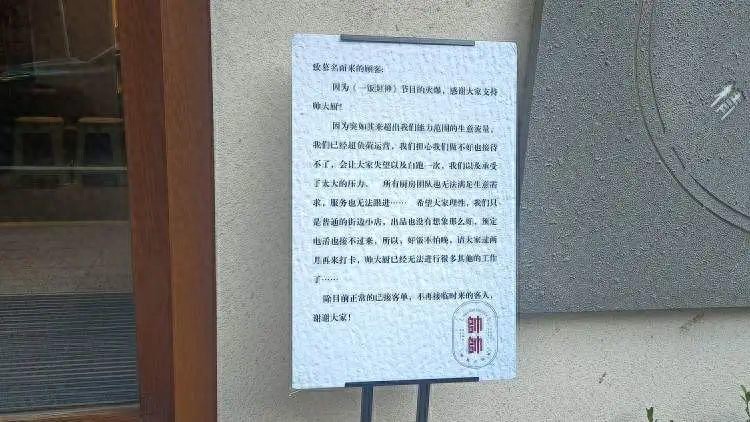 致慕名而来的顾客:
因为《一饭封神》节目的火爆，感谢大家支持
帅大厨!
因为突如其来超出我们能力范围的生意流量，
我们已经超负荷运营，我们担心我们做不好也接待
不了，会让大家失望以及白跑一次，我们以及承受
了太大的压力。 所有厨房团队也无法满足生意需
求，服务也无法跟进…… 希望大家理性，我们只
是普通的街边小店，出品也没有想象那么好，预定
电话也接不过来，所以，好饭不怕晚，请大家过两
月再来打卡，帅大厨已经无法进行很多其他的工作
了……
除目前正常的已接客单，不再接临时来的客人，
谢谢大家!
帥
帥